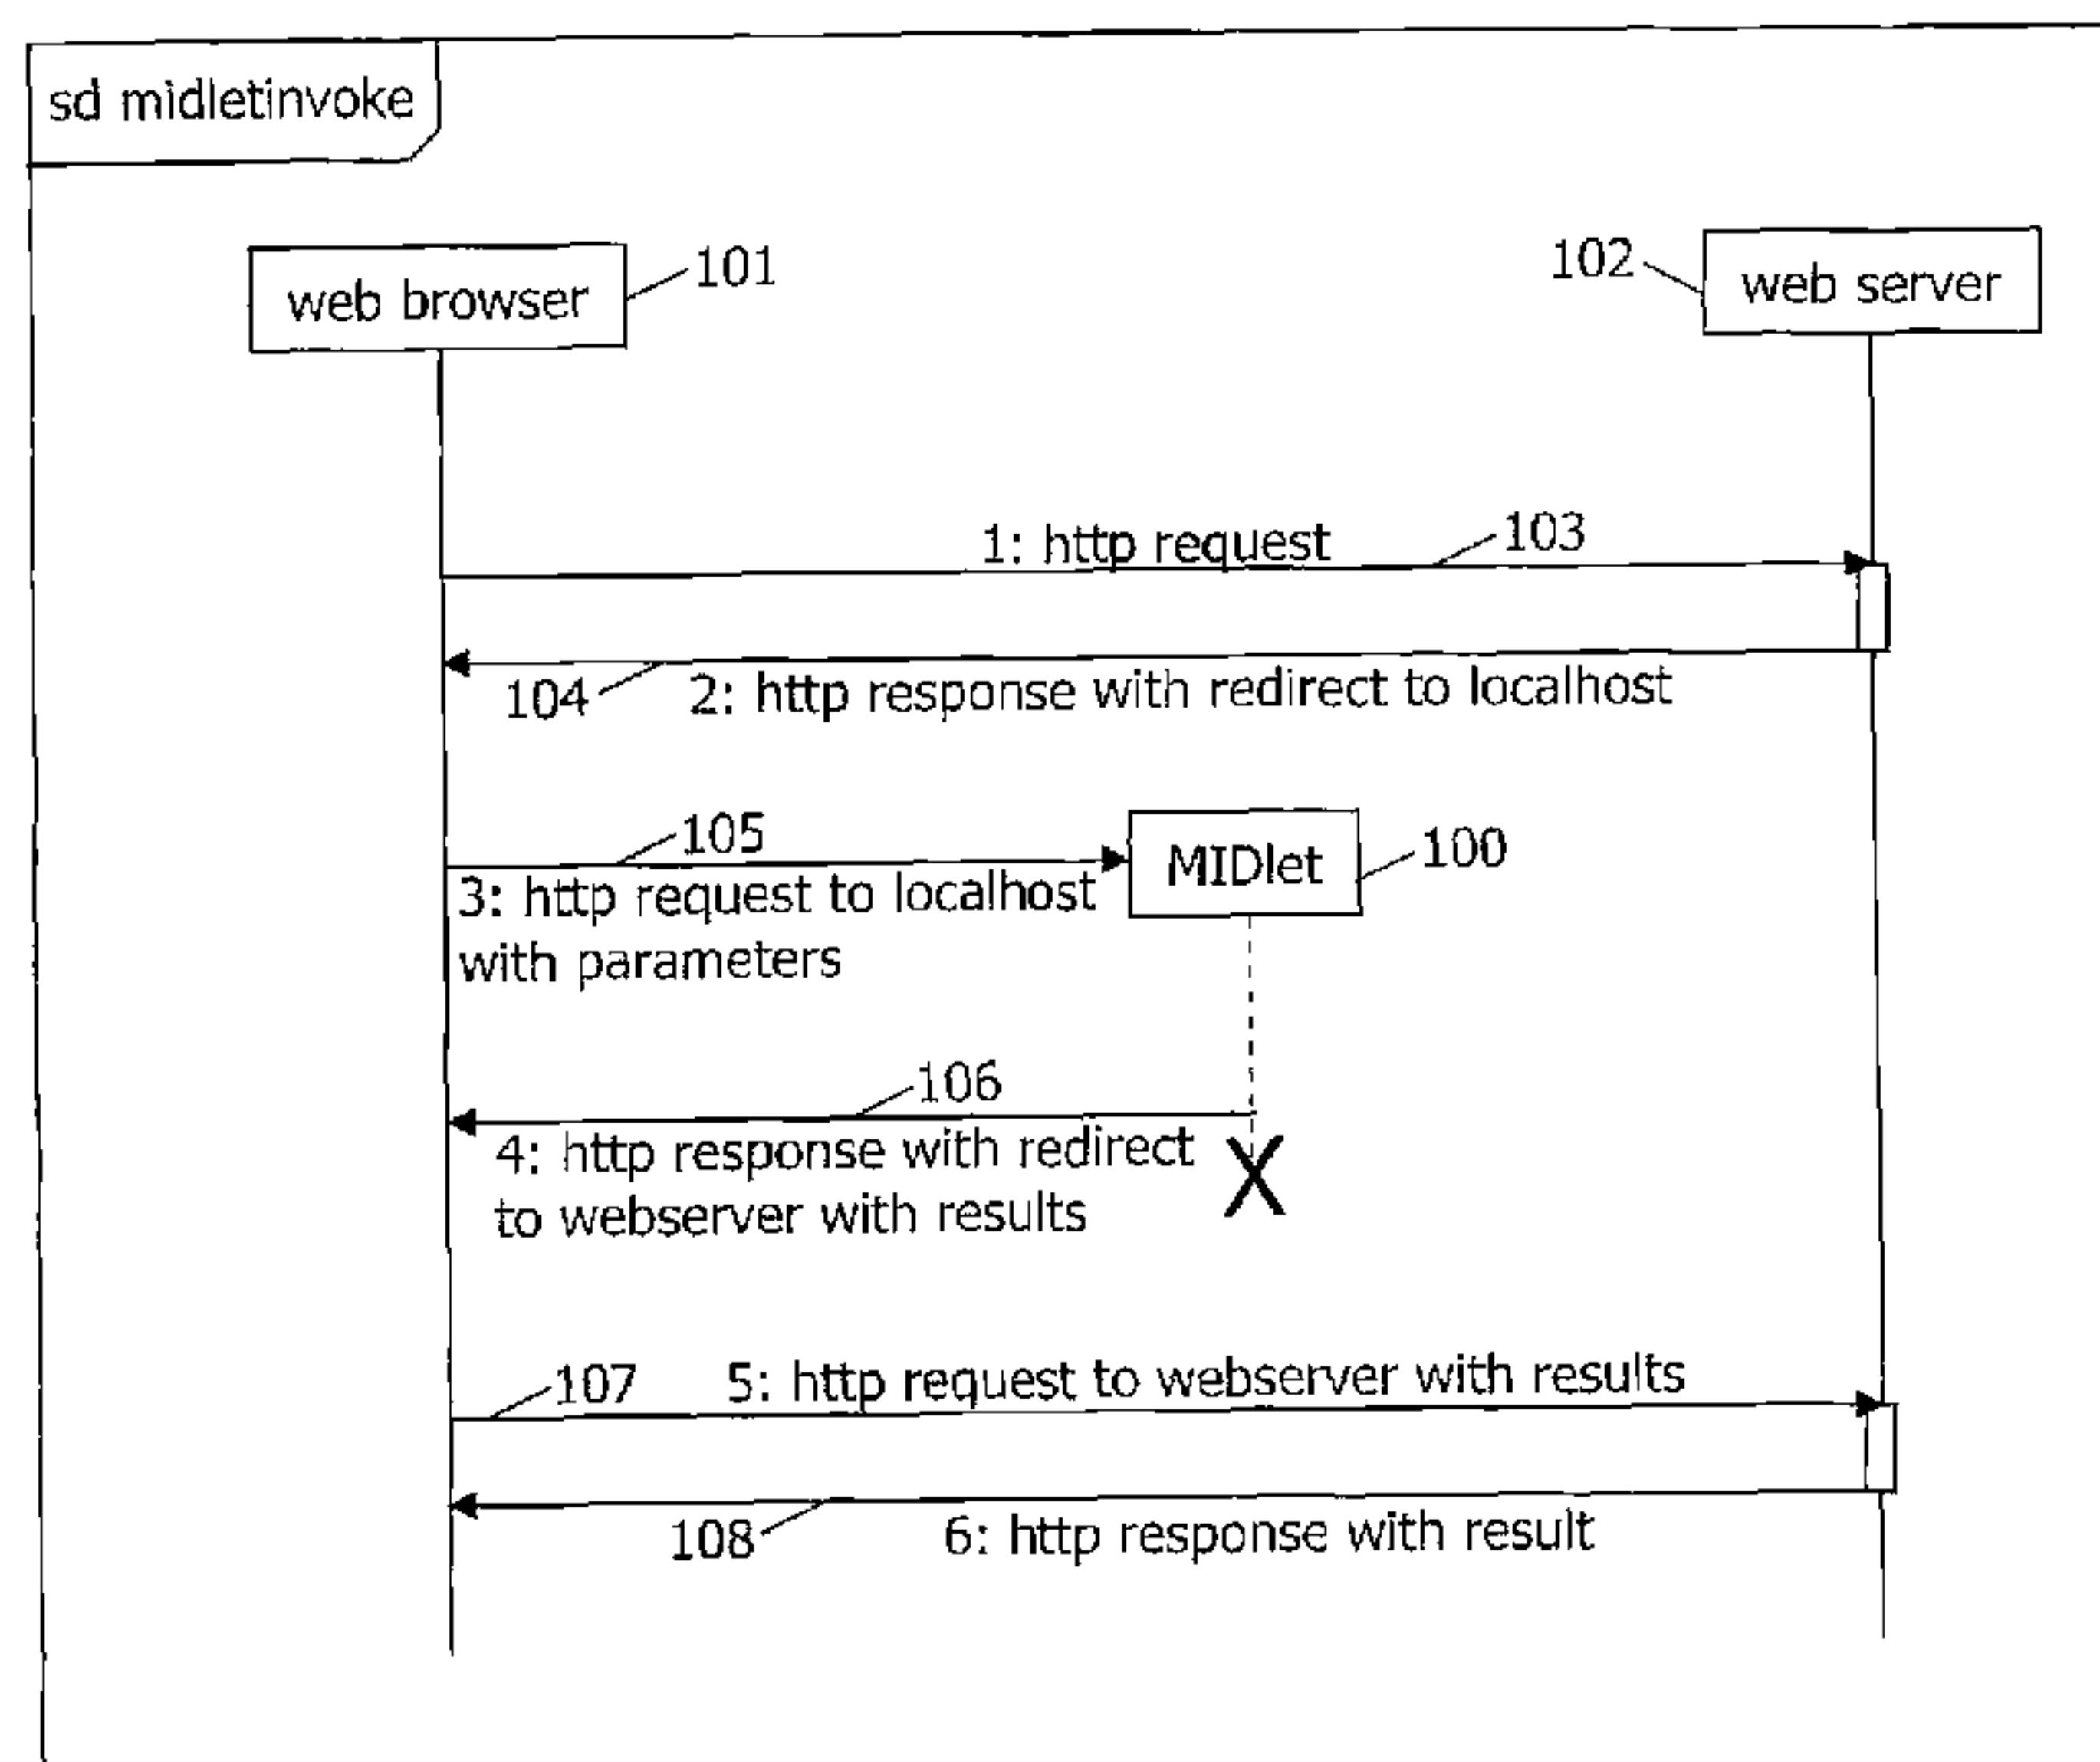 sd midletinvoke
web browser
101
102
web server
1: http request
103
104
2: http response with redirect to localhost
105
MIDlet
100
3: http request to localhost
with parameters
106
4: http response with redirect
to webserver with results
107
5: http request to webserver with results
108
6: http response with result